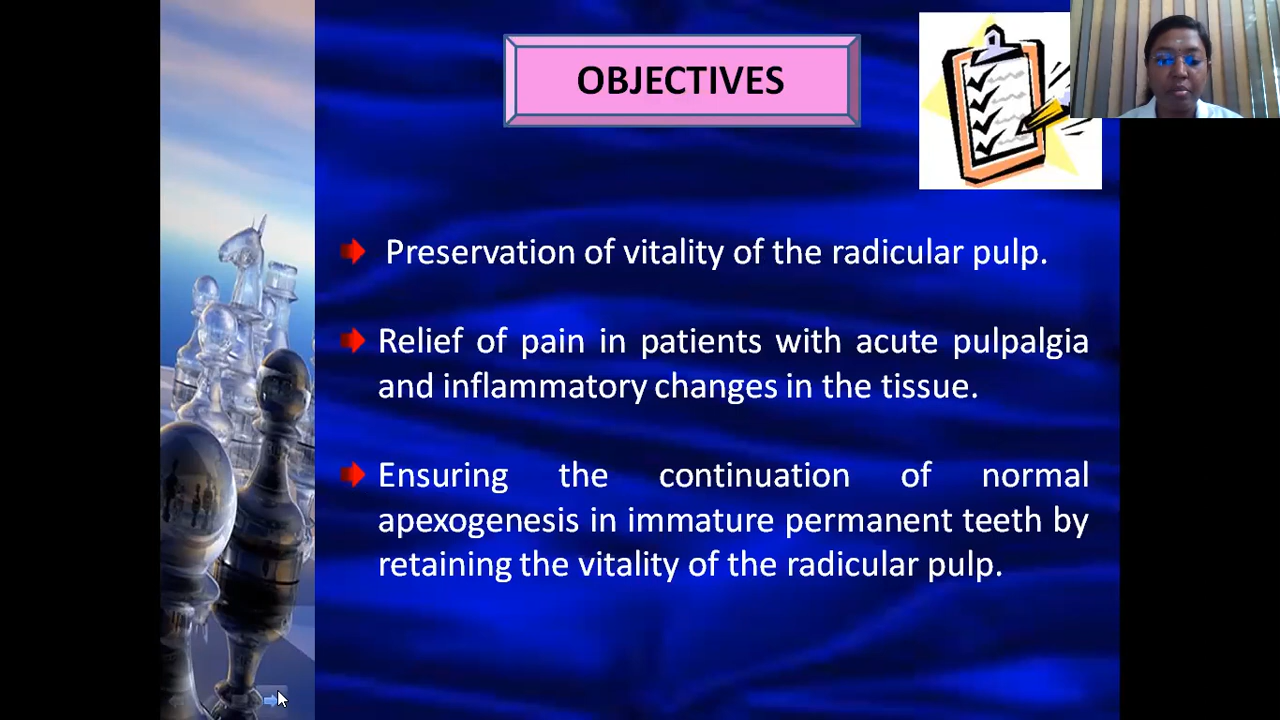 OBJECTIVES
Preservation of vitality of the radicular pulp.
Relief of pain in patients with acute pulpalgia
and inflammatory changes in the tissue.
Ensuring the continuation of normal
apexogenesis in immature permanent teeth by
retaining the vitality of the radicular pulp.